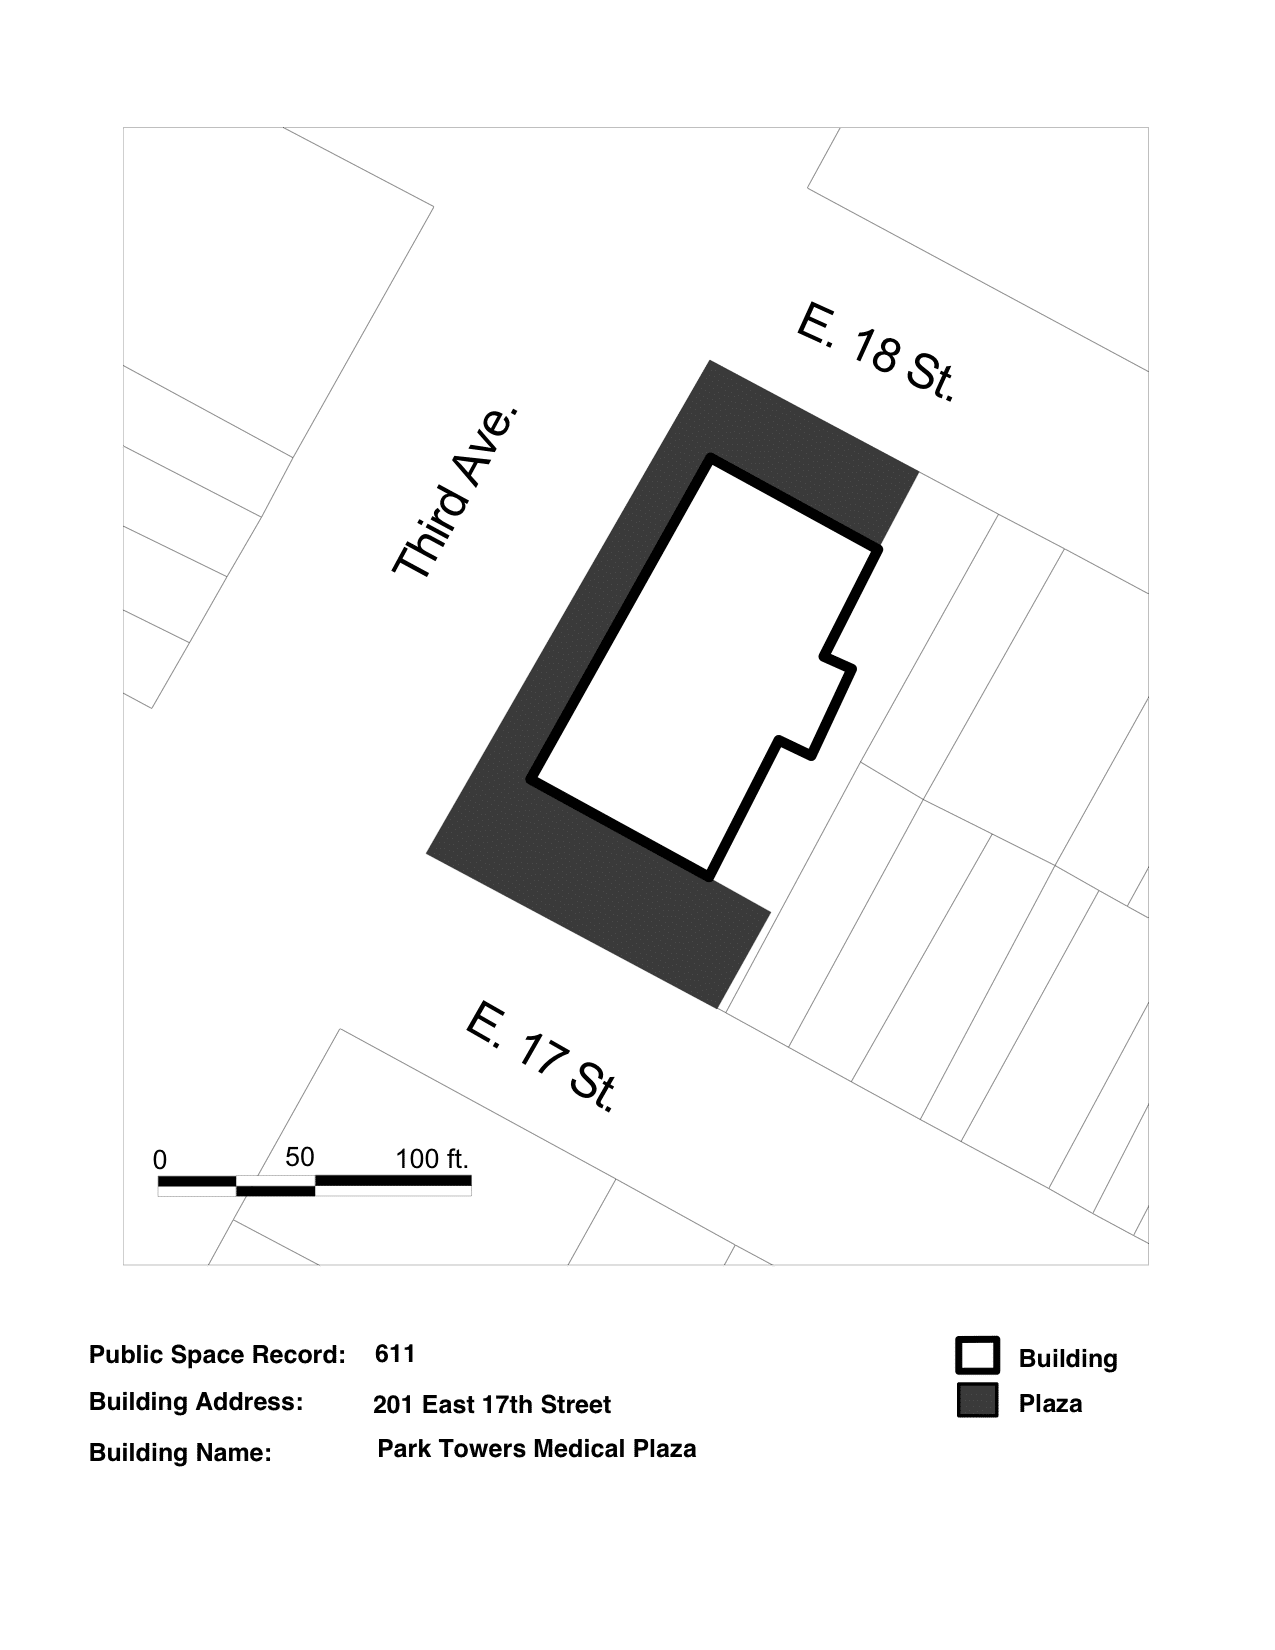 E. 18 St.
Third Ave.
E. 17 St.
0 50 100 ft.
Public Space Record: 611
Building Address: 201 East 17th Street
Building Name: Park Towers Medical Plaza
Building
Plaza